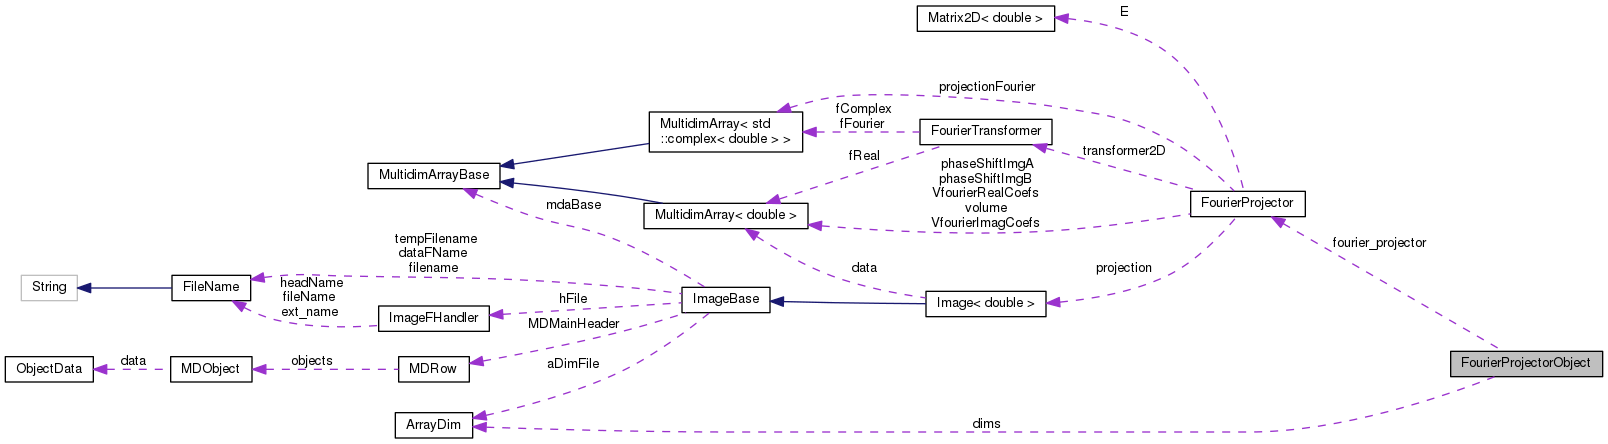 Matrix2D< double >
E
projectionFourier
MultidimArray< std
::complex< double > >
fComplex
fFourier
FourierTransformer
transformer2D
MultidimArrayBase
fReal
phaseShiftImgA
phaseShiftImgB
VfourierRealCoefs
volume
VfourierImagCoefs
FourierProjector
mdaBase
MultidimArray< double >
fourier_projector
tempFilename
dataFName
filename
data
projection
String
FileName
headName
fileName
ext_name
hFile
ImageBase
Image< double >
ImageFHandler
MDMainHeader
ObjectData
data
MDObject
objects
MDRow
aDimFile
FourierProjectorObject
ArrayDim
dims